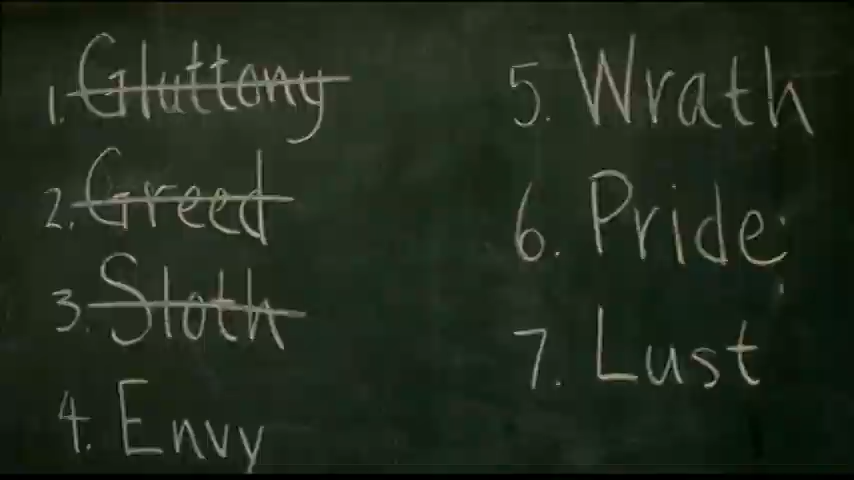 1. Gluttony
2. Greed
3. Sloth
4. Envy
5. Wrath
6. Pride
7. Lust